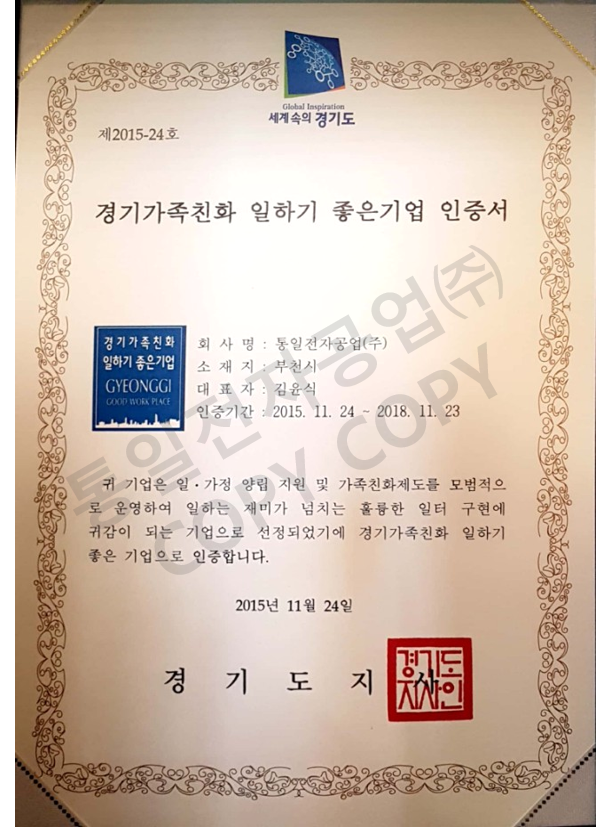 Global Inspiration
세계속의 경기도
제2015-24호
경기가족친화 일하기 좋은기업 인증서
경기가족친화
일하기 좋은기업
GYEONGGI
GOOD WORK PLACE
회 사 명 : 통일전자공업(주)
소 재 지 : 부천시
대 표 자 : 김윤식
인증기간 : 2015. 11. 24 ~ 2018. 11. 23
귀 기업은 일·가정 양립 지원 및 가족친화제도를 모범적으
로 운영하여 일하는 재미가 넘치는 훌륭한 일터 구현에
귀감이 되는 기업으로 선정되었기에 경기가족친화 일하기
좋은 기업으로 인증합니다.
2015년 11월 24일
경 기 도 지 사
경기도
지사인
통일전자공업(주)
COPY COPY